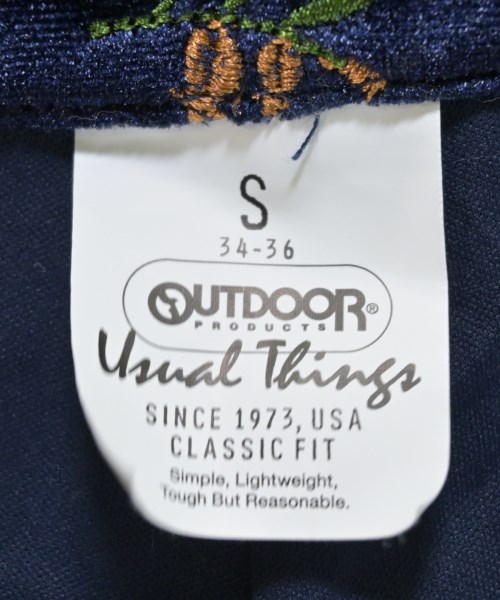 S
34-36
OUTDOOR®
PRODUCTS
Usual Things
SINCE 1973, USA
CLASSIC FIT
Simple, Lightweight,
Tough But Reasonable.